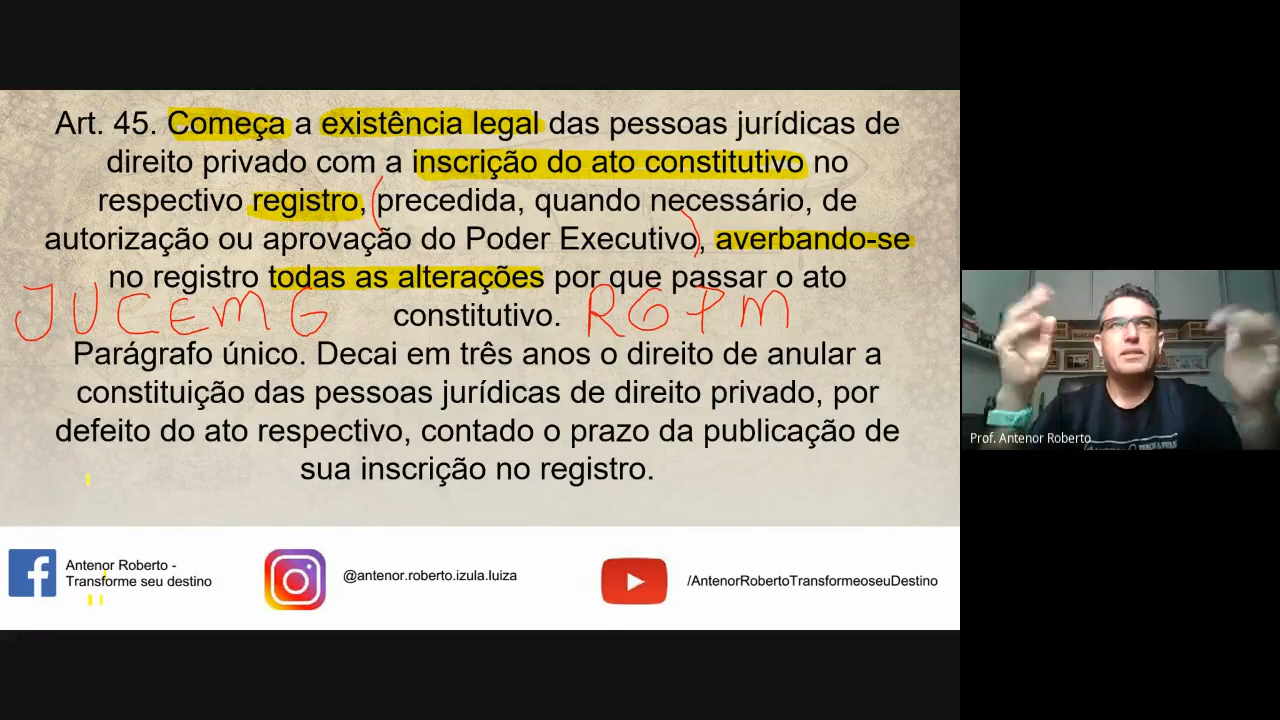 Art. 45. Começa a existência legal das pessoas jurídicas de
direito privado com a inscrição do ato constitutivo no
respectivo registro, (precedida, quando necessário, de
autorização ou aprovação do Poder Executivo), averbando-se
no registro todas as alterações por que passar o ato
JUCEMG constitutivo. RGPM
Parágrafo único. Decai em três anos o direito de anular a
constituição das pessoas jurídicas de direito privado, por
defeito do ato respectivo, contado o prazo da publicação de
sua inscrição no registro.
Antenor Roberto -
Transforme seu destino
@antenor.roberto.izula.luiza
/AntenorRobertoTransformeoseuDestino
Prof. Antenor Roberto